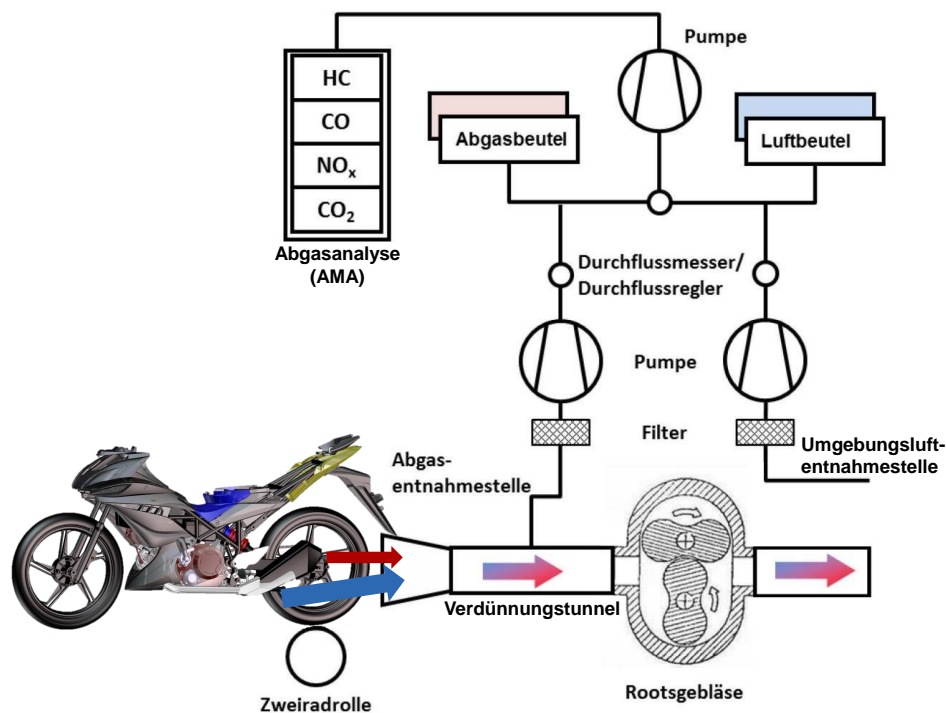 Pumpe
HC
CO
NOx
CO2
Abgasanalyse
(AMA)
Abgasbeutel
Luftbeutel
Durchflussmesser/
Durchflussregler
Pumpe
Filter
Umgebungsluft-
entnahmestelle
Abgas-
entnahmestelle
Verdünnungstunnel
Rootsgebläse
Zweiradrolle